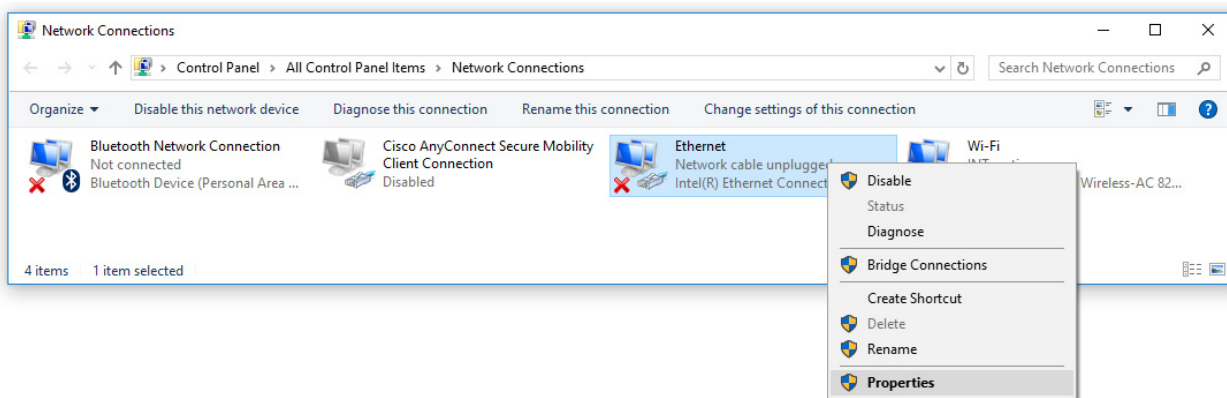 Network Connections
Control Panel > All Control Panel Items > Network Connections
Search Network Connections
Organize Disable this network device Diagnose this connection Rename this connection Change settings of this connection
Bluetooth Network Connection
Not connected
Bluetooth Device (Personal Area ...
Cisco AnyConnect Secure Mobility
Client Connection
Disabled
Ethernet
Network cable unplugged
Intel(R) Ethernet Connect
Wi-Fi
Wireless-AC 82...
Disable
Status
Diagnose
Bridge Connections
Create Shortcut
Delete
Rename
Properties
4 items 1 item selected